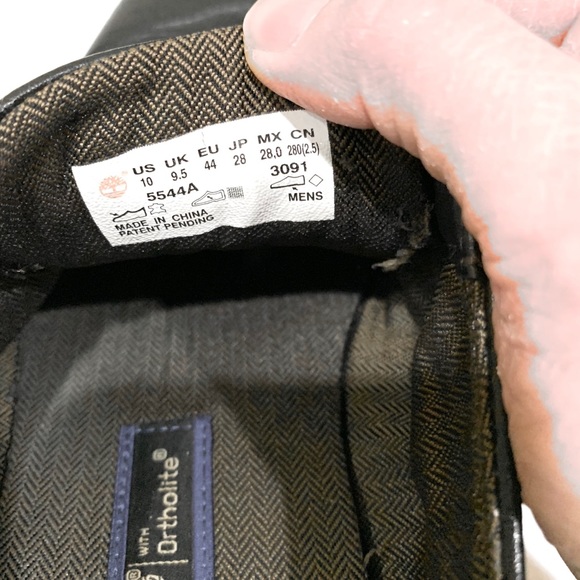 US UK EU JP MX CN
10 9.5 44 28 28.0 280(2.5)
5544A 3091
MENS
MADE IN CHINA
PATENT PENDING
WITH
Ortholite®